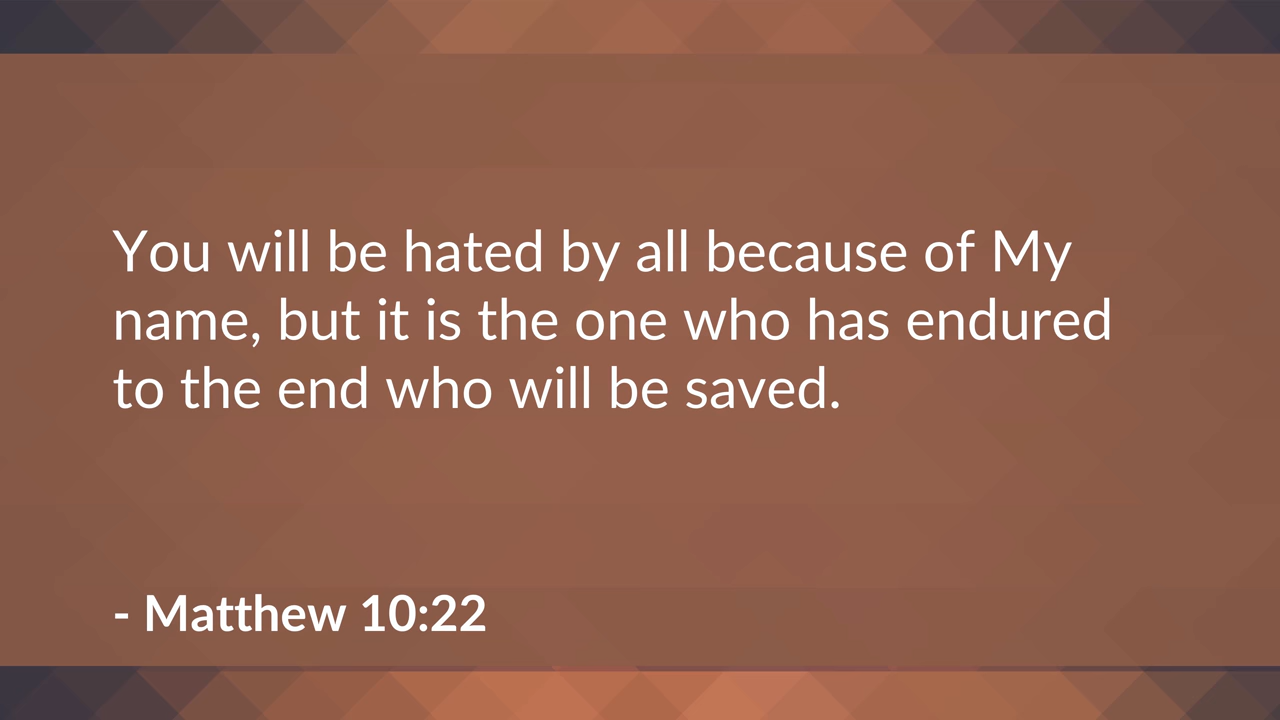 You will be hated by all because of My
name, but it is the one who has endured
to the end who will be saved.
- Matthew 10:22